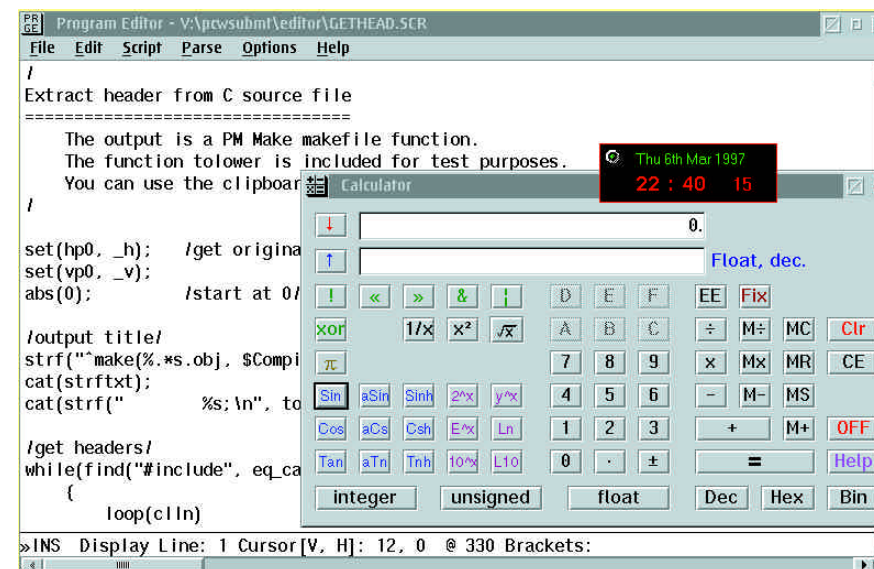 PR GE Program Editor - V:\pcwsubmt\editor\GETHEAD.SCR
File Edit Script Parse Options Help
/
Extract header from C source file
=================================
The output is a PM Make makefile function.
The function tolower is included for test purposes.
You can use the clipboar
/
set(hp0, _h); /get origina
set(vp0, _v);
abs(0); /start at 0/
/output title/
strf("^make(%.*s.obj, $Compi
cat(strftxt);
cat(strf(" %s;\n", to
/get headers/
while(find("#include", eq_ca
{
loop(clln)
»INS Display Line: 1 Cursor[V, H]: 12, 0 @ 330 Brackets:
Thu 6th Mar 1997
22 : 40 15
Calculator
↓ 0.
↑ Float, dec.
! « » & ¦ D E F EE Fix
xor 1/x x² √x A B C ÷ M÷ MC Clr
π 7 8 9 x Mx MR CE
Sin aSin Sinh 2^x y^x 4 5 6 − M− MS
Cos aCs Csh E^x Ln 1 2 3 + M+ OFF
Tan aTn Tnh 10^x L10 0 · ± = Help
integer unsigned float Dec Hex Bin